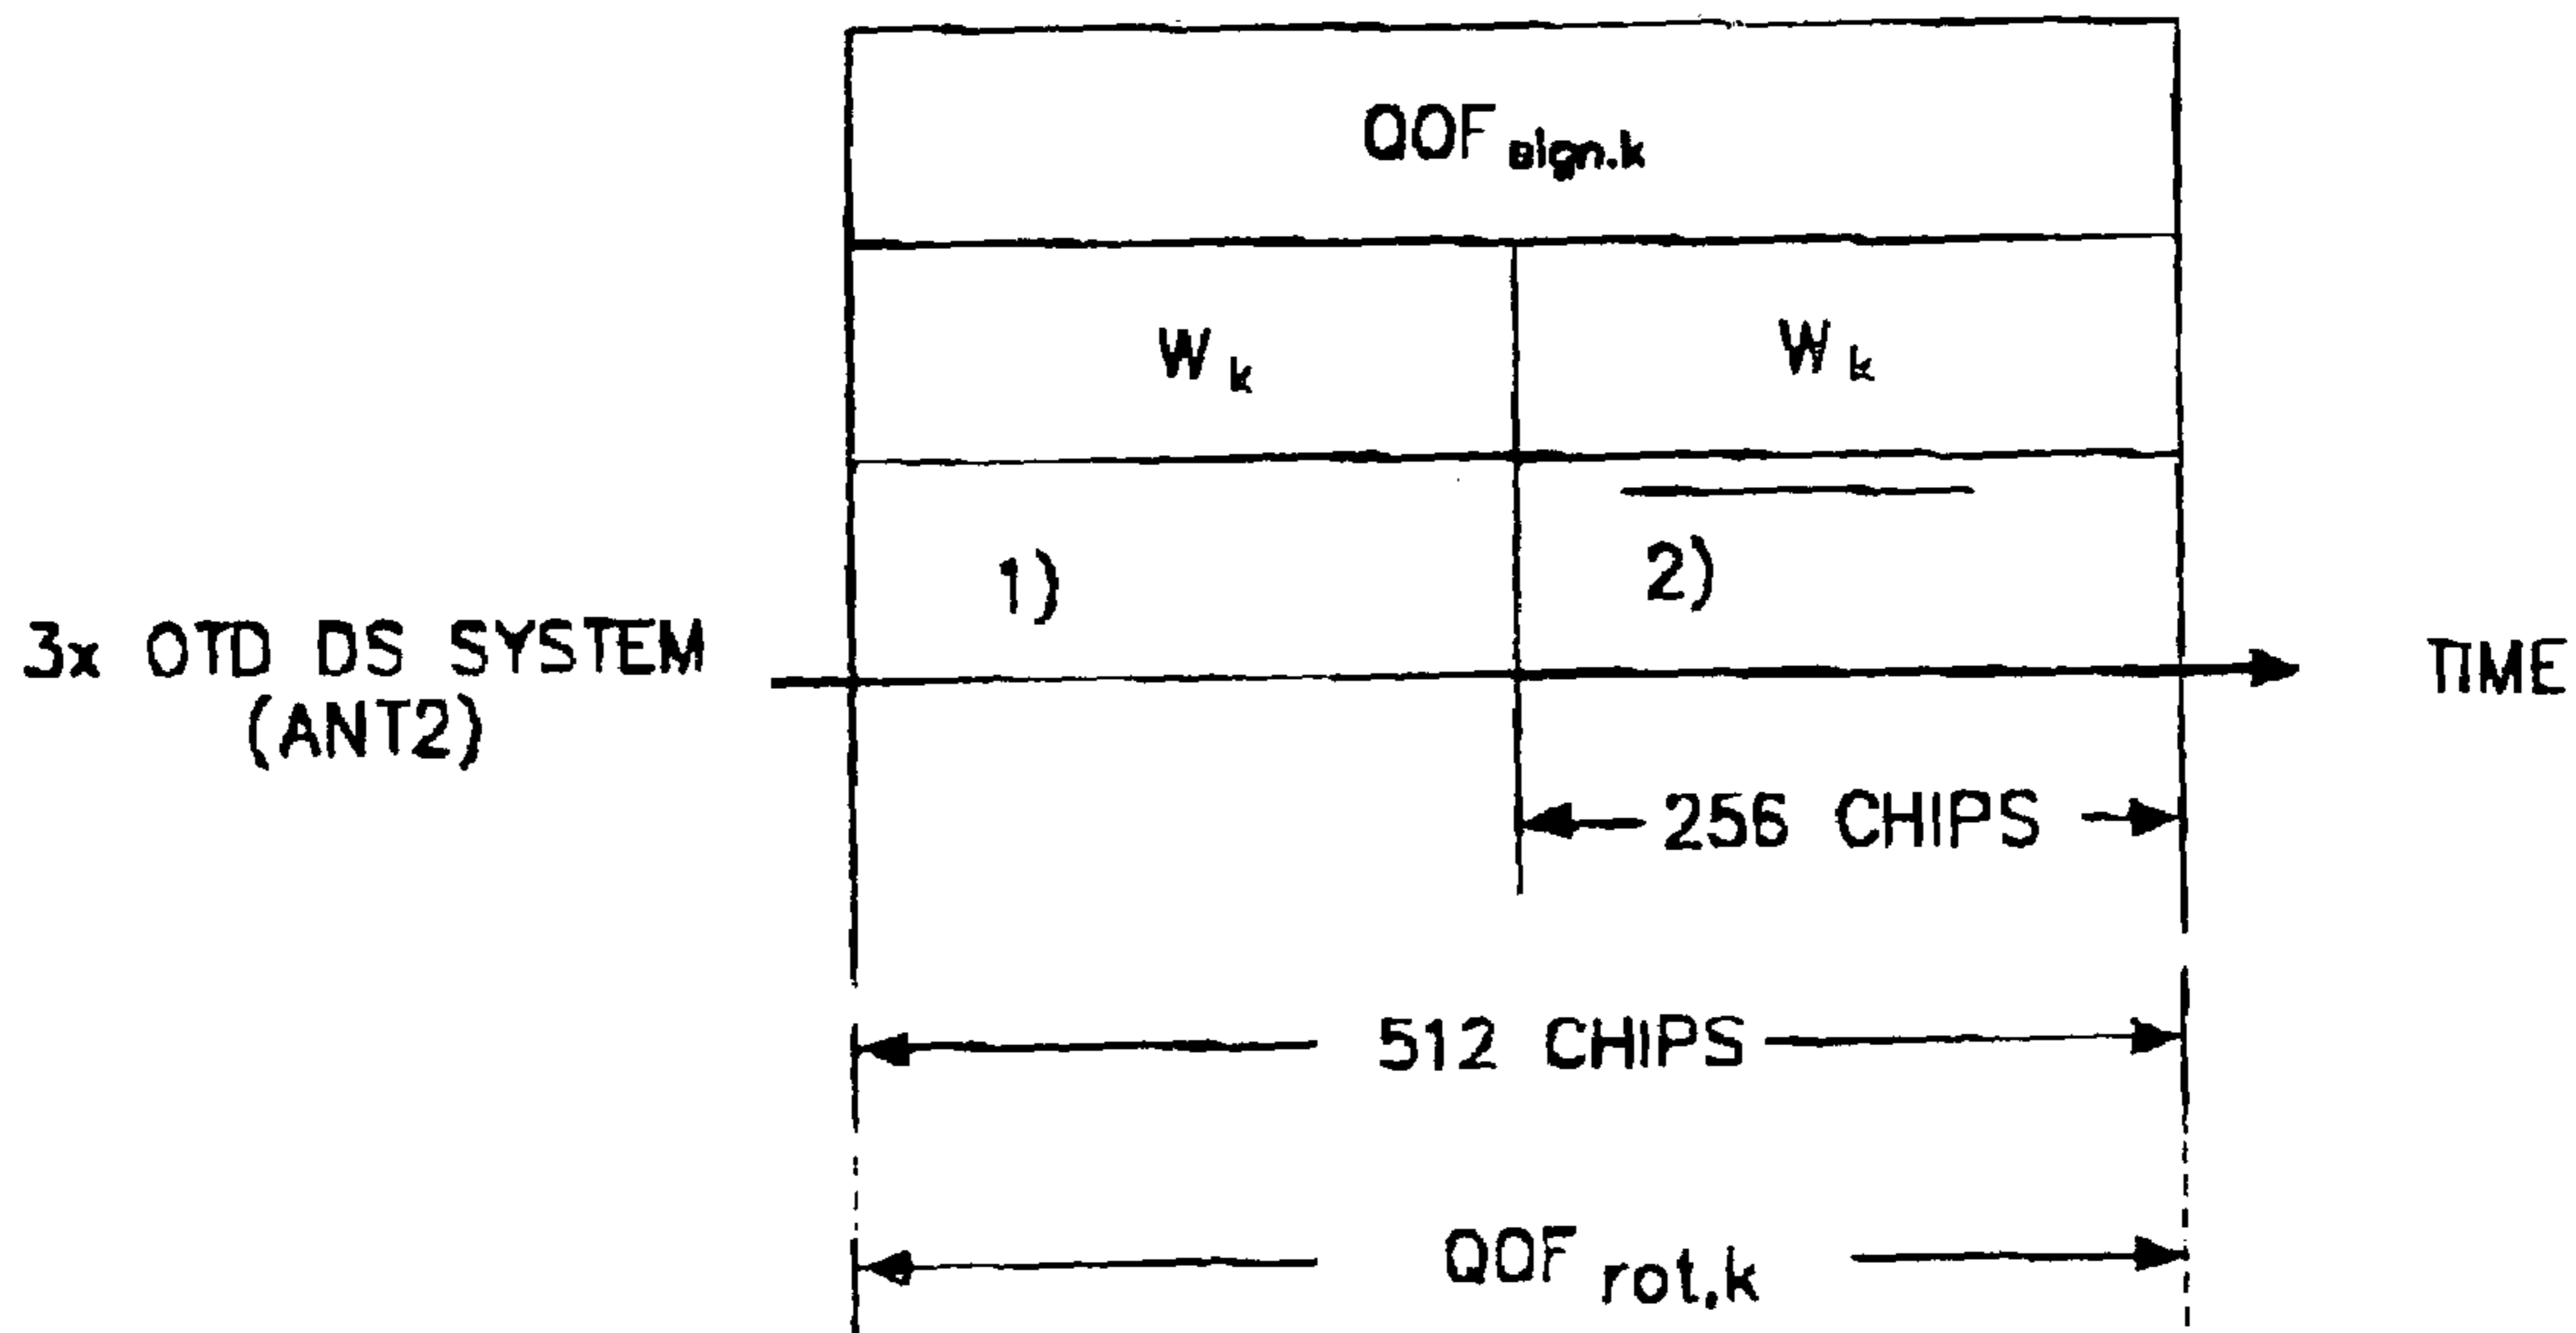 QOF sign.k
W k W k
1) 2)
3x OTD DS SYSTEM
(ANT2)
TIME
256 CHIPS
512 CHIPS
QOF rot,k